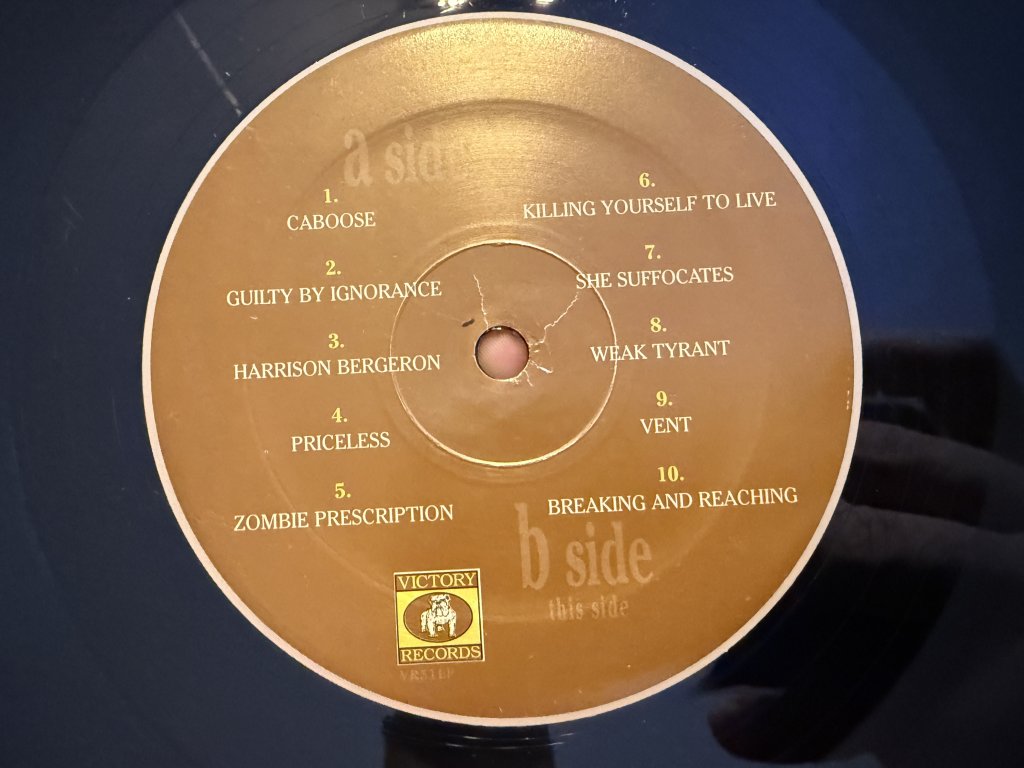 a side
1.
CABOOSE
2.
GUILTY BY IGNORANCE
3.
HARRISON BERGERON
4.
PRICELESS
5.
ZOMBIE PRESCRIPTION
6.
KILLING YOURSELF TO LIVE
7.
SHE SUFFOCATES
8.
WEAK TYRANT
9.
VENT
10.
BREAKING AND REACHING
b side
this side
VICTORY
RECORDS
VR51LP